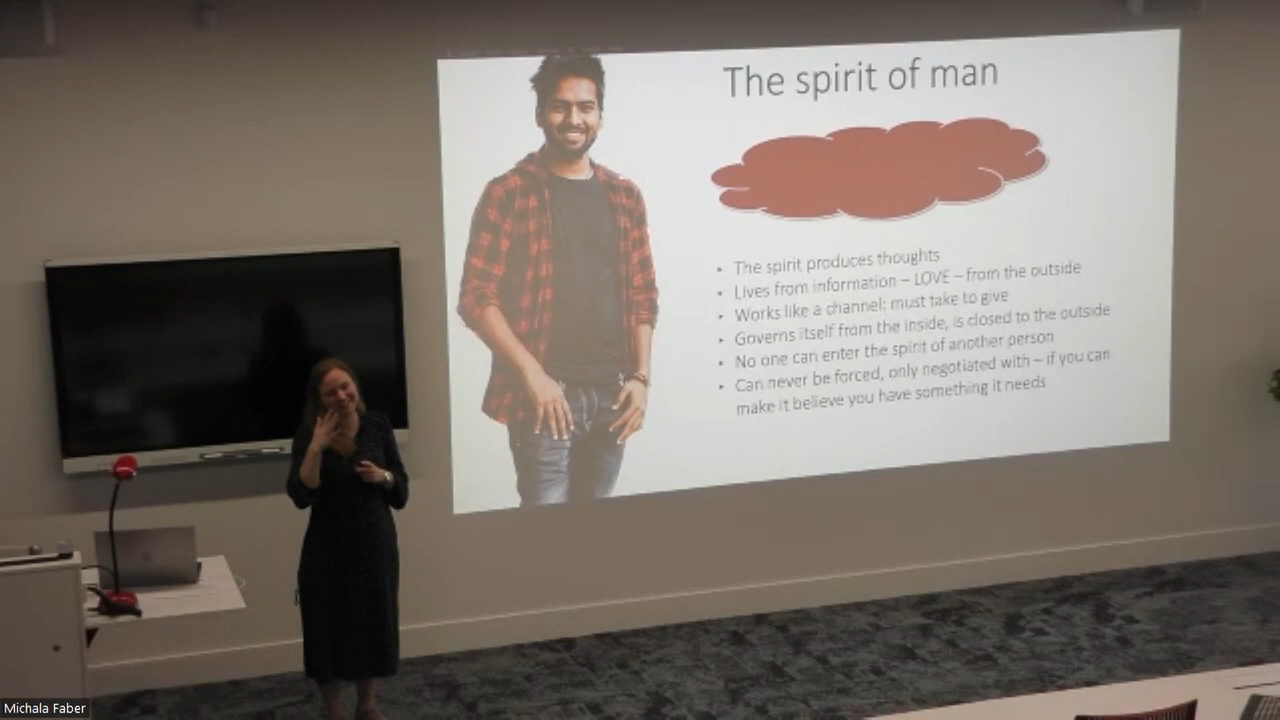 The spirit of man
• The spirit produces thoughts
• Lives from information – LOVE – from the outside
• Works like a channel: must take to give
• Governs itself from the inside, is closed to the outside
• No one can enter the spirit of another person
• Can never be forced, only negotiated with – if you can
make it believe you have something it needs
Michala Faber